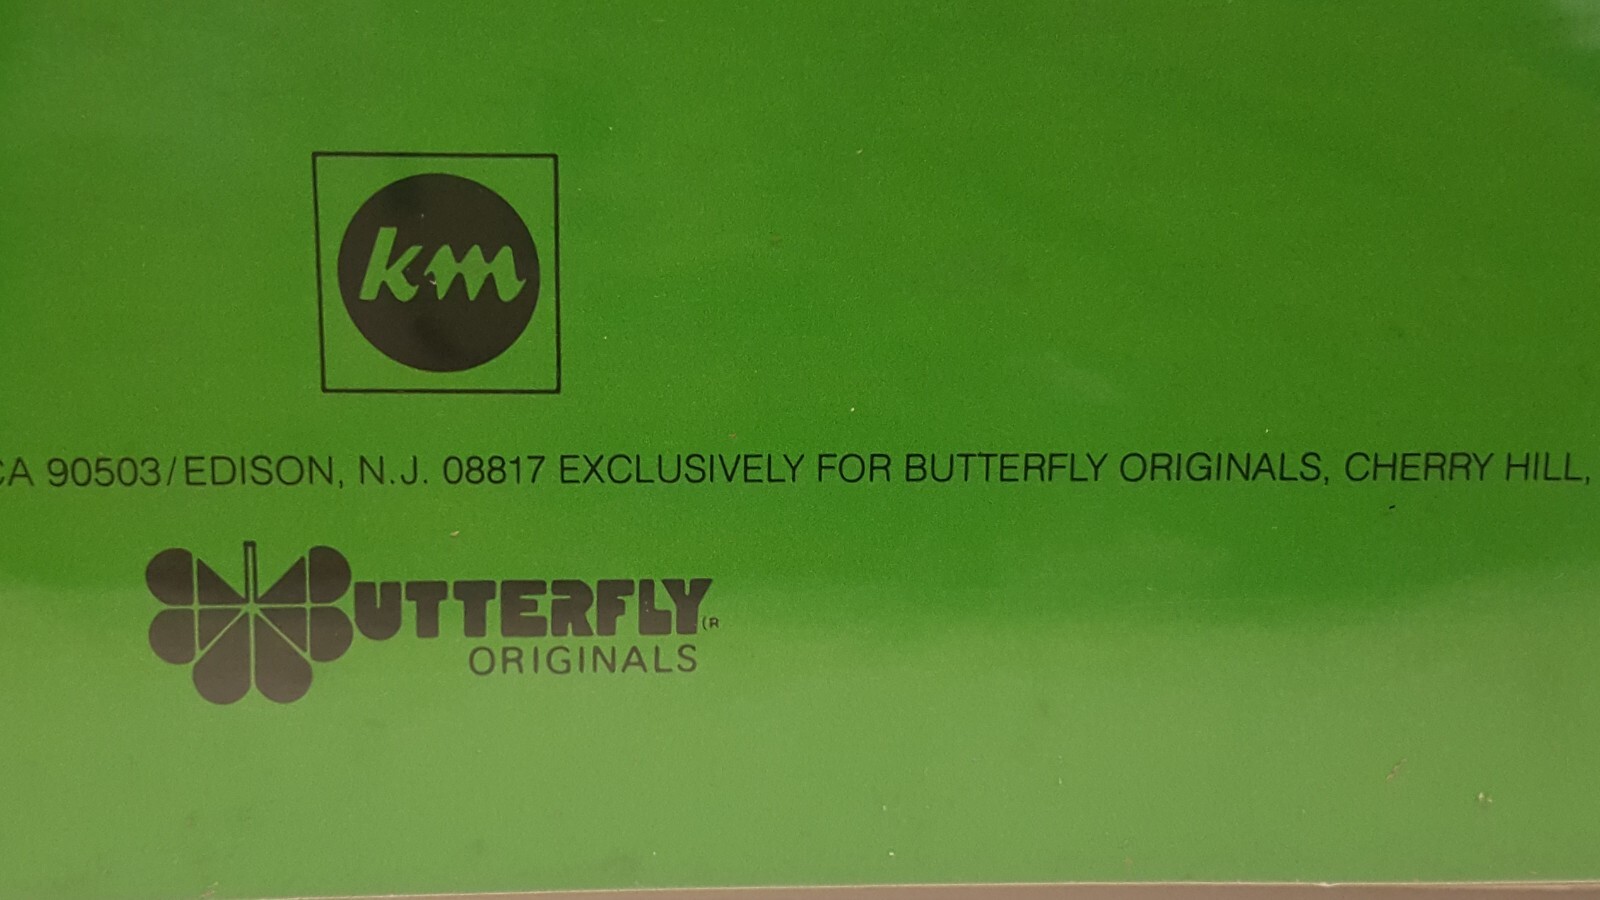 km
CA 90503/EDISON, N.J. 08817 EXCLUSIVELY FOR BUTTERFLY ORIGINALS, CHERRY HILL,
BUTTERFLY(R
ORIGINALS